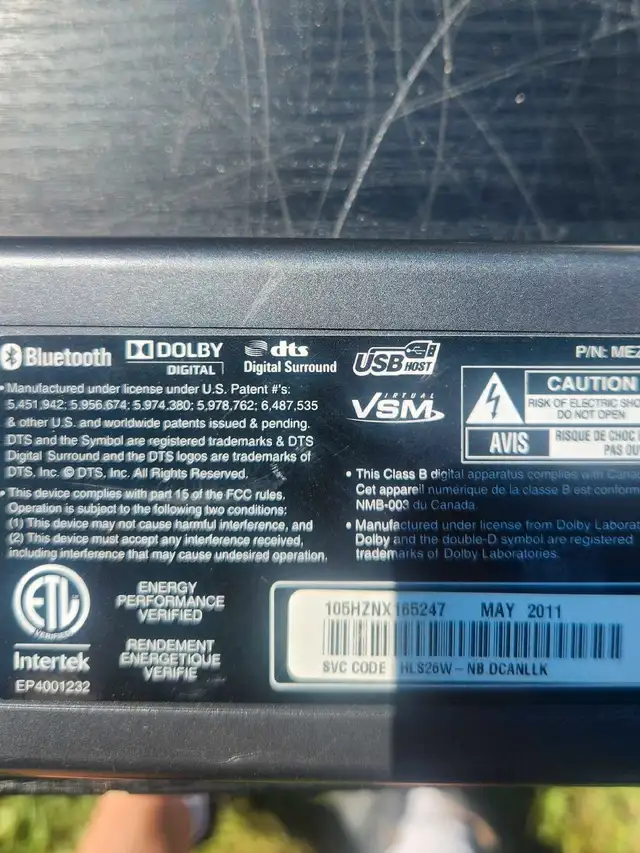 Bluetooth
DOLBY
DIGITAL
dts
Digital Surround
USB
HOST
VIRTUAL
VSM
P/N: MEZ
CAUTION
RISK OF ELECTRIC SHO
DO NOT OPEN
AVIS
RISQUE DE CHOC
PAS OU
• Manufactured under license under U.S. Patent #'s:
5,451,942; 5,956,674; 5,974,380; 5,978,762; 6,487,535
& other U.S. and worldwide patents issued & pending.
DTS and the Symbol are registered trademarks & DTS
Digital Surround and the DTS logos are trademarks of
DTS, Inc. © DTS, Inc. All Rights Reserved.
• This device complies with part 15 of the FCC rules.
Operation is subject to the following two conditions:
(1) This device may not cause harmful interference, and
(2) This device must accept any interference received,
including interference that may cause undesired operation.
• This Class B digital apparatus complies with Canad
Cet appareil numérique de la classe B est conform
NMB-003 du Canada.
• Manufactured under license from Dolby Laborat
Dolby and the double-D symbol are registered
trademarks of Dolby Laboratories.
ETL
VERIFIED
Intertek
EP4001232
ENERGY
PERFORMANCE
VERIFIED
RENDEMENT
ENERGETIQUE
VERIFIE
105HZNX165247 MAY 2011
SVC CODE HLS26W-NB.DCANLLK